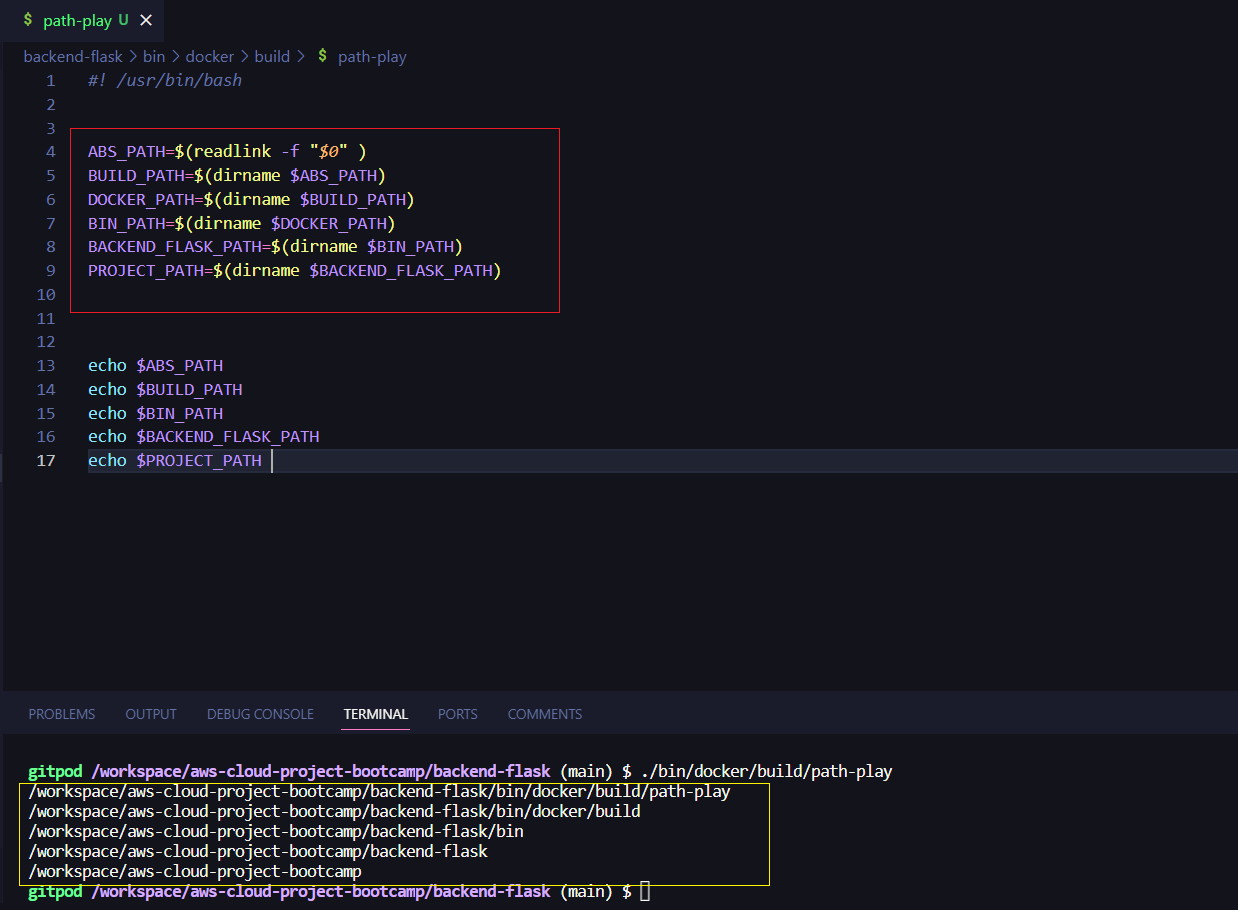 $ path-play U ×
backend-flask > bin > docker > build > $ path-play
1 #! /usr/bin/bash
2
3
4 ABS_PATH=$(readlink -f "$0" )
5 BUILD_PATH=$(dirname $ABS_PATH)
6 DOCKER_PATH=$(dirname $BUILD_PATH)
7 BIN_PATH=$(dirname $DOCKER_PATH)
8 BACKEND_FLASK_PATH=$(dirname $BIN_PATH)
9 PROJECT_PATH=$(dirname $BACKEND_FLASK_PATH)
10
11
12
13 echo $ABS_PATH
14 echo $BUILD_PATH
15 echo $BIN_PATH
16 echo $BACKEND_FLASK_PATH
17 echo $PROJECT_PATH
PROBLEMS OUTPUT DEBUG CONSOLE TERMINAL PORTS COMMENTS
gitpod /workspace/aws-cloud-project-bootcamp/backend-flask (main) $ ./bin/docker/build/path-play
/workspace/aws-cloud-project-bootcamp/backend-flask/bin/docker/build/path-play
/workspace/aws-cloud-project-bootcamp/backend-flask/bin/docker/build
/workspace/aws-cloud-project-bootcamp/backend-flask/bin
/workspace/aws-cloud-project-bootcamp/backend-flask
/workspace/aws-cloud-project-bootcamp
gitpod /workspace/aws-cloud-project-bootcamp/backend-flask (main) $